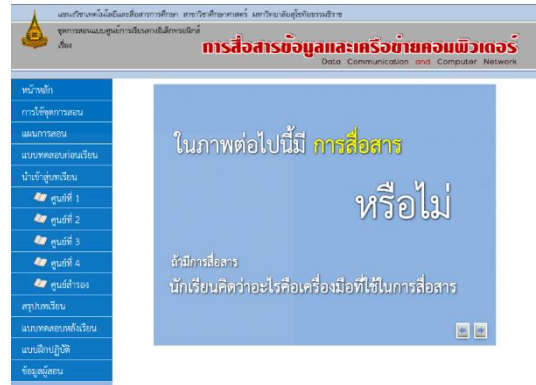 แขนงวิชาเทคโนโลยีและสื่อสารการศึกษา สาขาวิชาศึกษาศาสตร์ มหาวิทยาลัยสุโขทัยธรรมาธิราช
ชุดการสอนแบบศูนย์การเรียนทางอิเล็กทรอนิกส์
เรื่อง
การสื่อสารข้อมูลและเครือข่ายคอมพิวเตอร์
Data Communication and Computer Network
หน้าหลัก
การใช้ชุดการสอน
แผนการสอน
แบบทดสอบก่อนเรียน
นำเข้าสู่บทเรียน
ศูนย์ที่ 1
ศูนย์ที่ 2
ศูนย์ที่ 3
ศูนย์ที่ 4
ศูนย์สำรอง
สรุปบทเรียน
แบบทดสอบหลังเรียน
แบบฝึกปฏิบัติ
ข้อมูลผู้สอน
ในภาพต่อไปนี้มี การสื่อสาร
หรือไม่
ถ้ามีการสื่อสาร
นักเรียนคิดว่าอะไรคือเครื่องมือที่ใช้ในการสื่อสาร